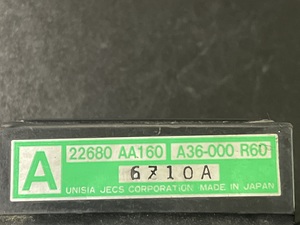 A
22680 AA160 A36-000 R60
6710A
UNISIA JECS CORPORATION MADE IN JAPAN